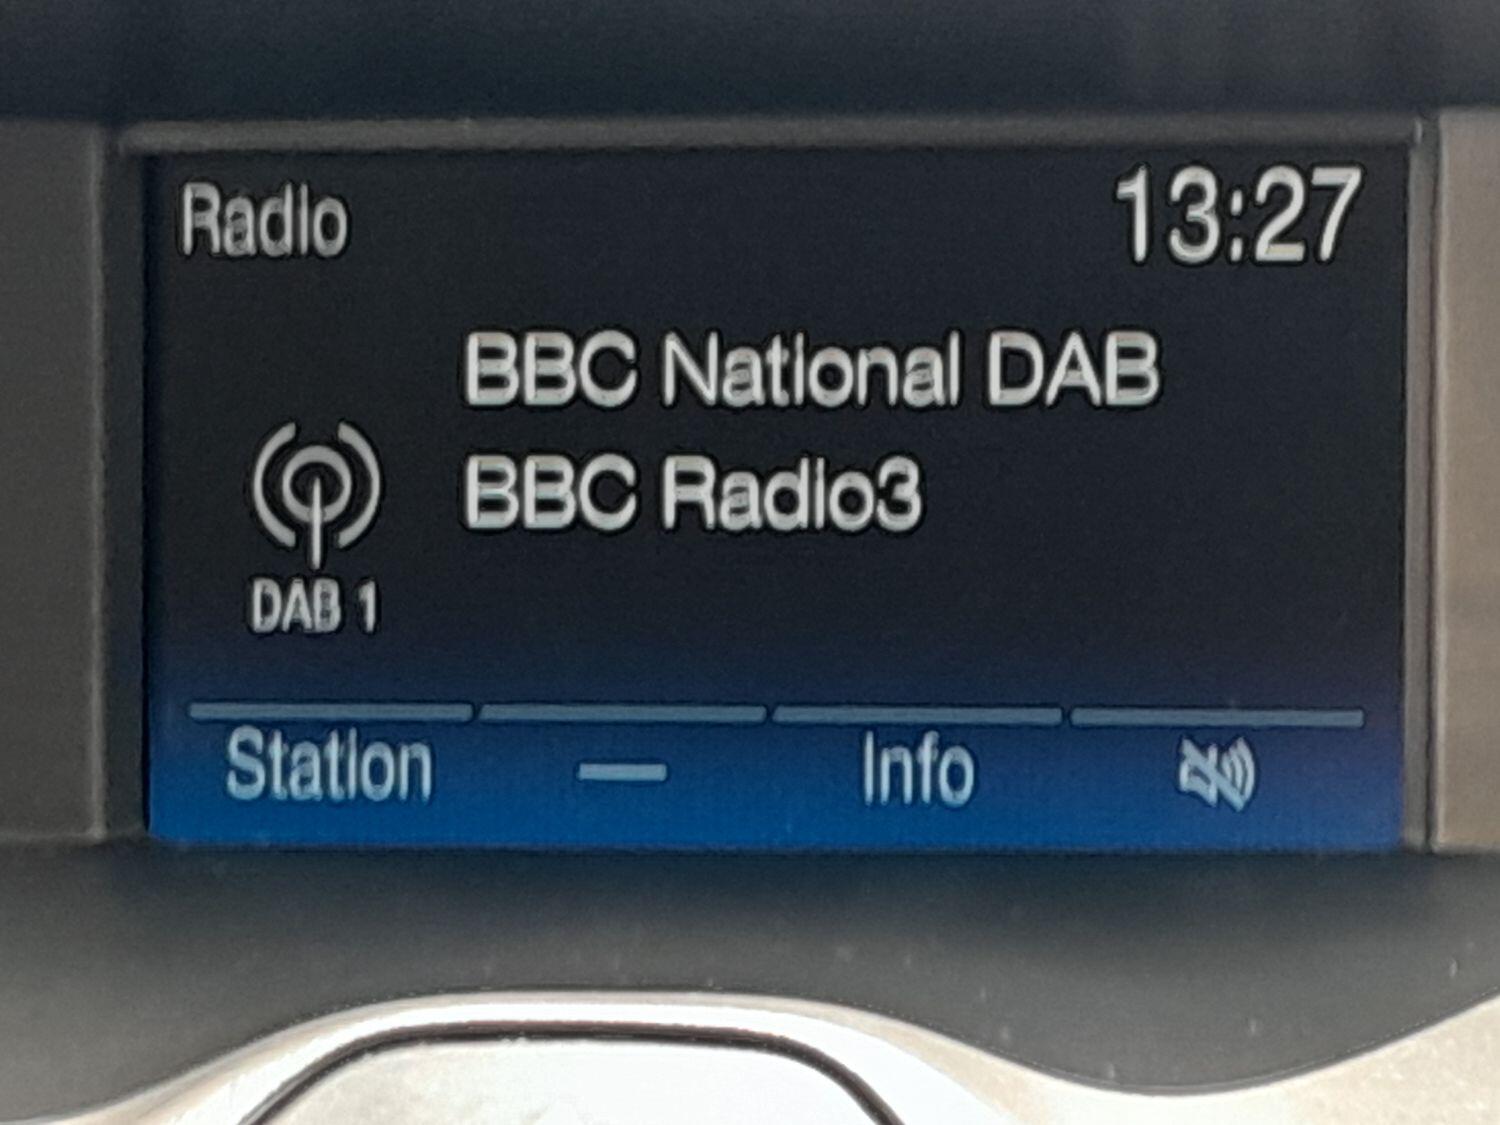 Radio
13:27
BBC National DAB
BBC Radio3
DAB 1
Station
Info